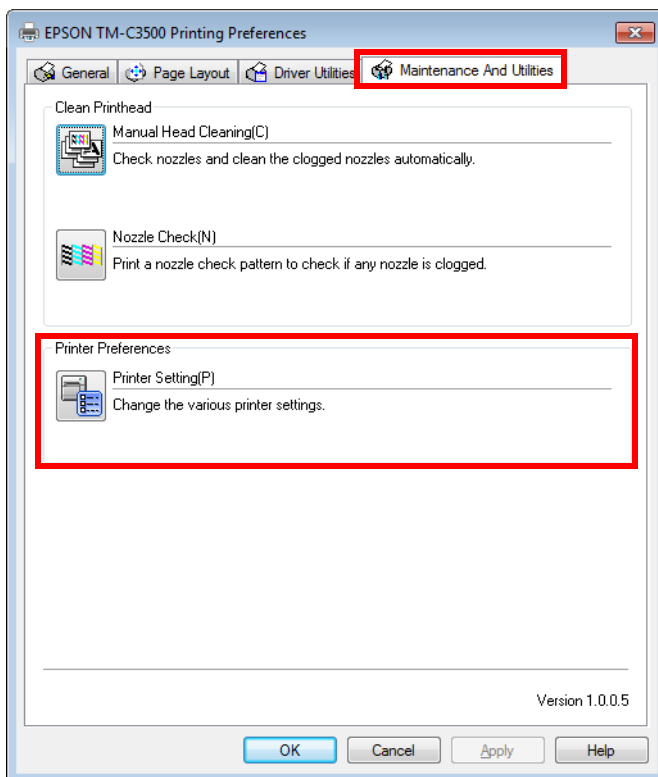 EPSON TM-C3500 Printing Preferences
General Page Layout Driver Utilities Maintenance And Utilities
Clean Printhead
Manual Head Cleaning(C)
Check nozzles and clean the clogged nozzles automatically.
Nozzle Check(N)
Print a nozzle check pattern to check if any nozzle is clogged.
Printer Preferences
Printer Setting(P)
Change the various printer settings.
Version 1.0.0.5
OK Cancel Apply Help